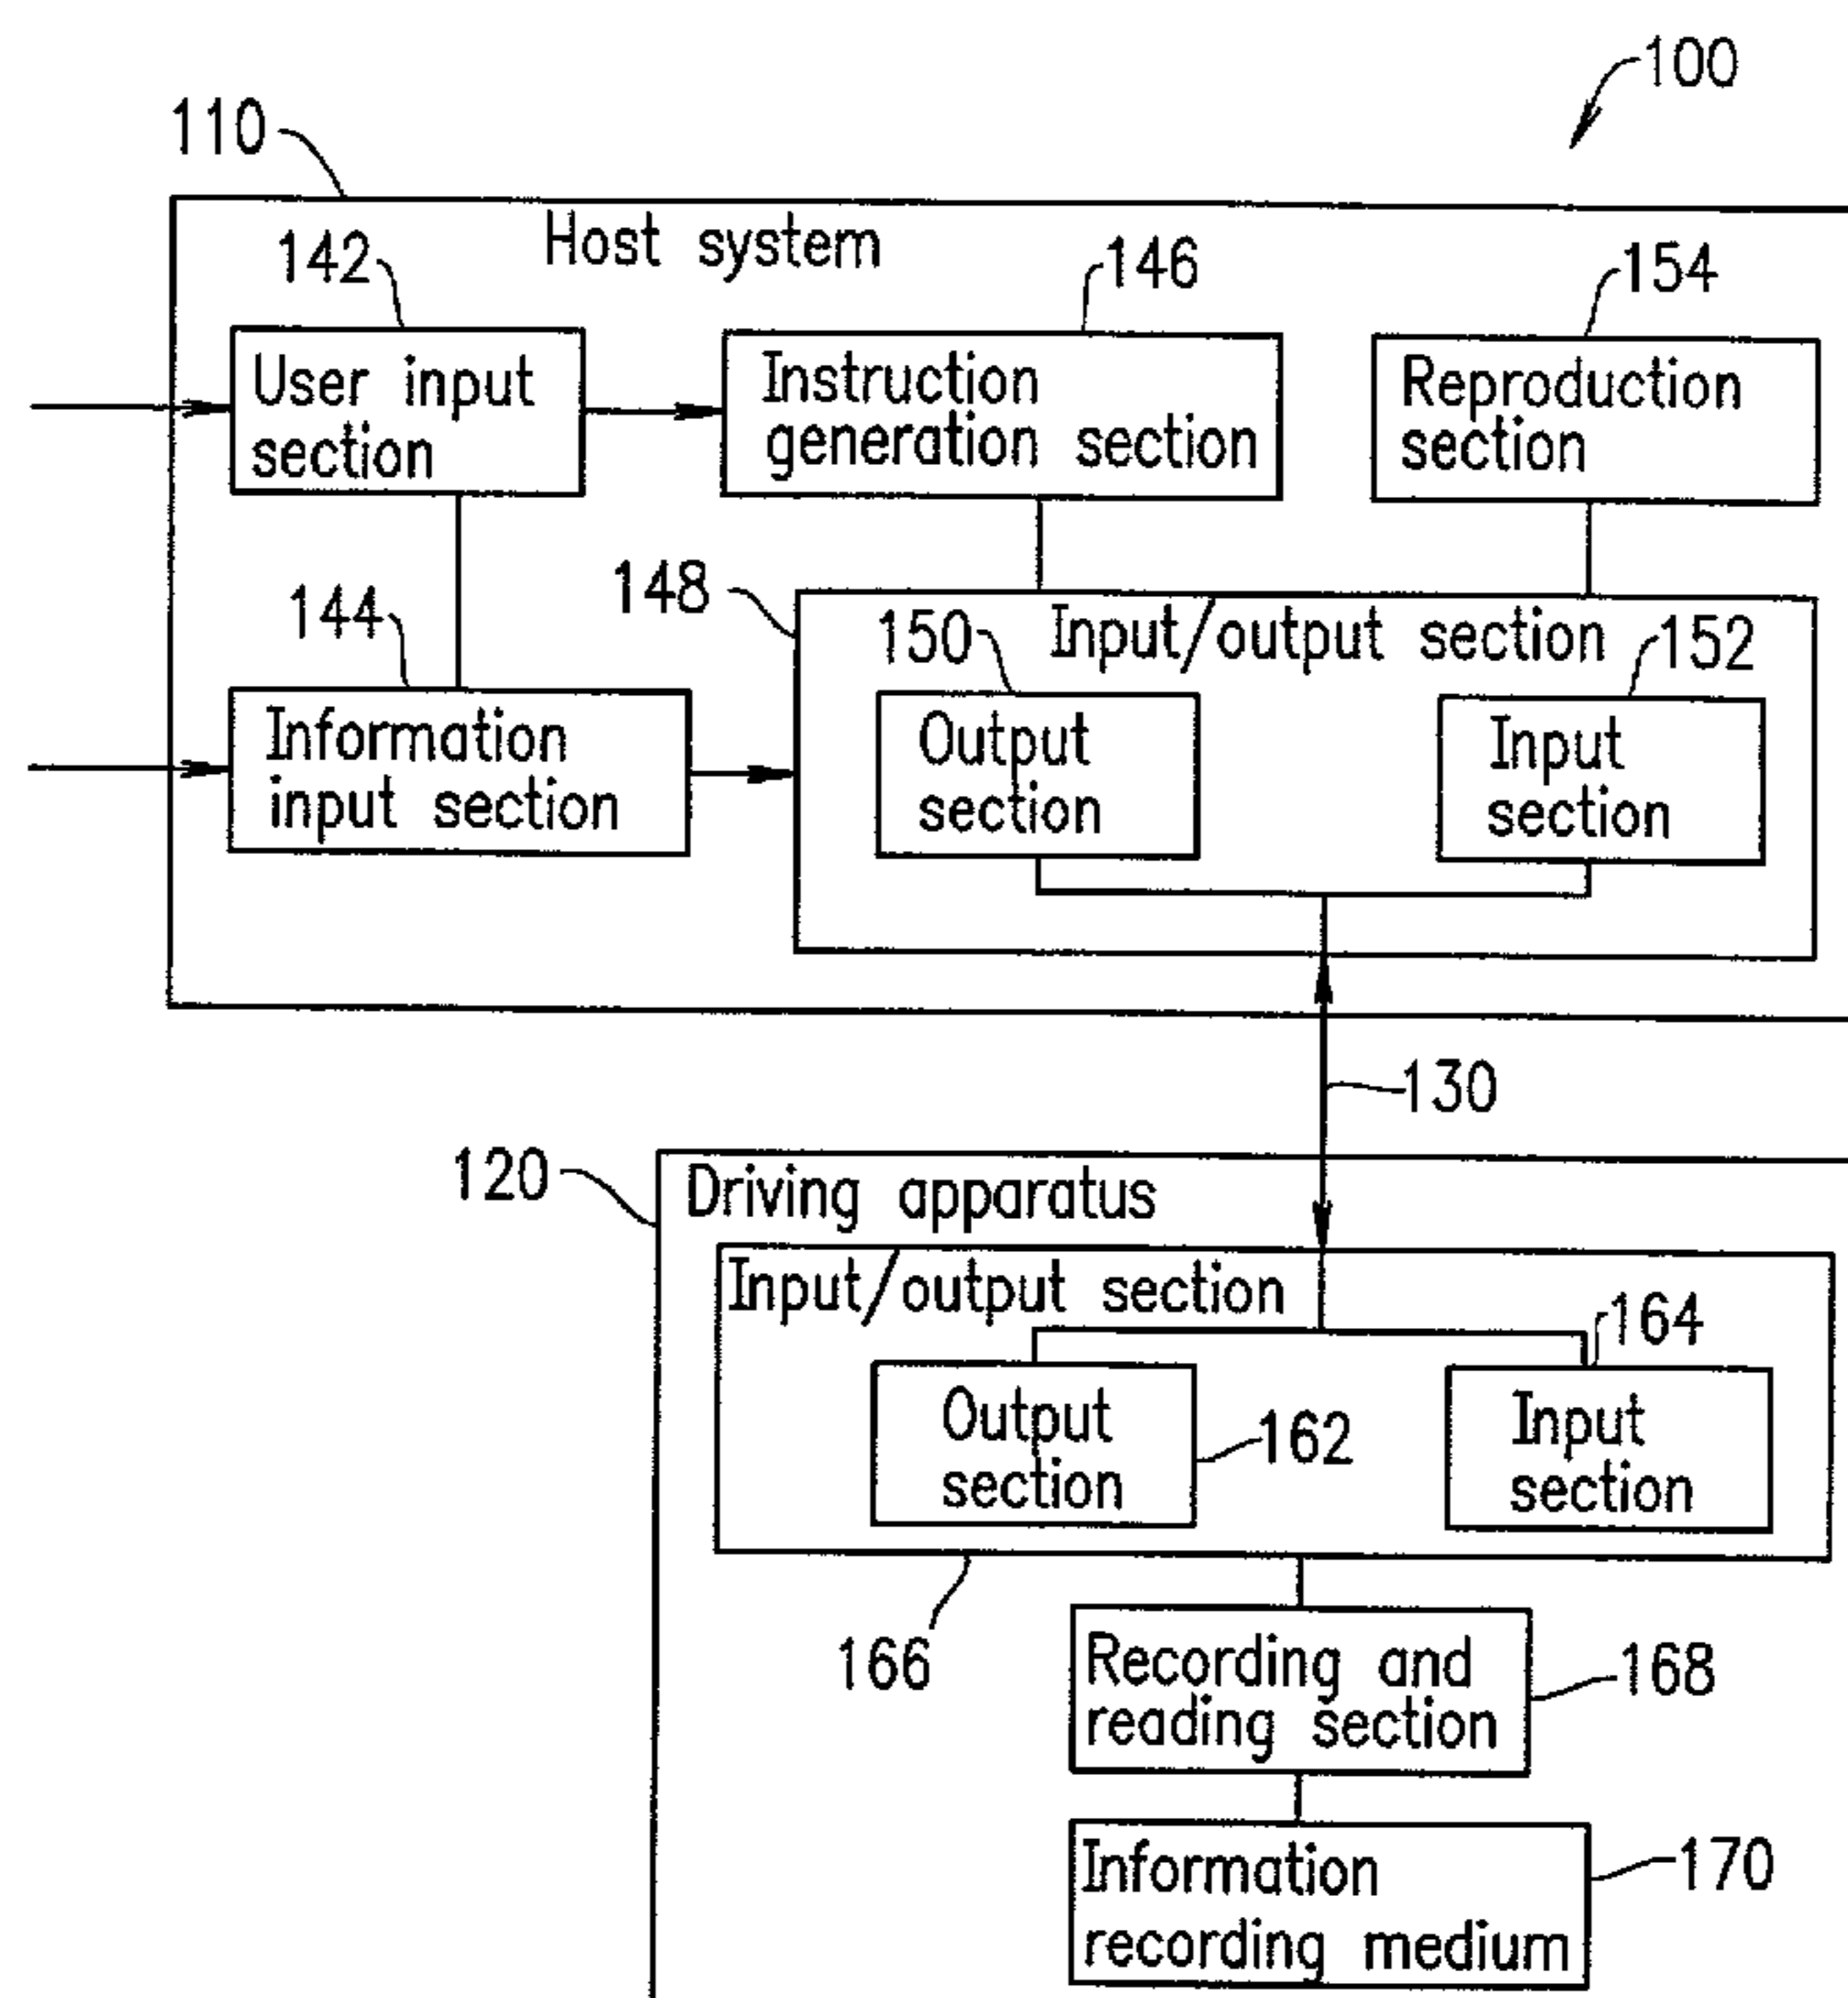 100
110
Host system
142
146
154
User input
section
Instruction
generation section
Reproduction
section
144
148
Input/output section
150
152
Information
input section
Output
section
Input
section
130
120
Driving apparatus
Input/output section
164
Output
section
162
Input
section
166
Recording and
reading section
168
Information
recording medium
170